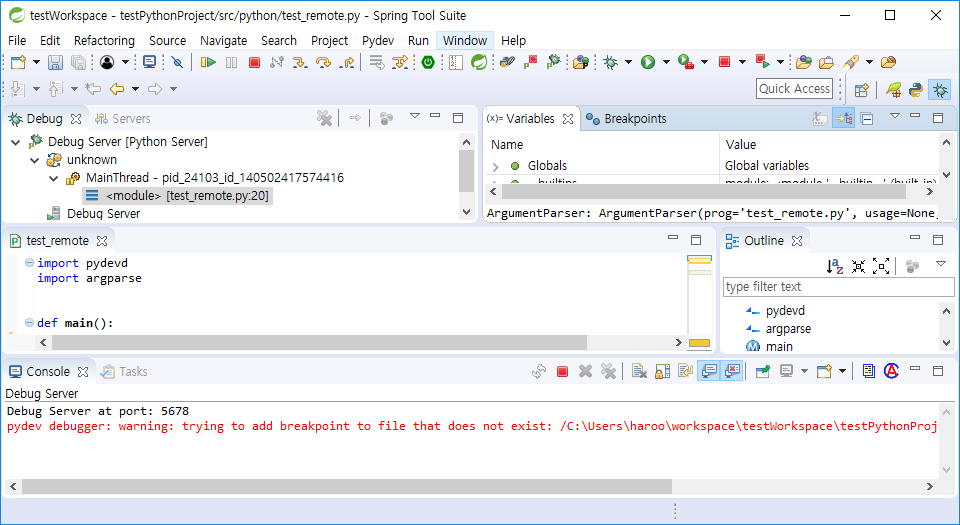 testWorkspace - testPythonProject/src/python/test_remote.py - Spring Tool Suite
File Edit Refactoring Source Navigate Search Project Pydev Run Window Help
Quick Access
Debug Servers
Debug Server [Python Server]
unknown
MainThread - pid_24103_id_140502417574416
<module> [test_remote.py:20]
Debug Server
(x)= Variables Breakpoints
Name Value
Globals Global variables
ArgumentParser: ArgumentParser(prog='test_remote.py', usage=None,
test_remote
import pydevd
import argparse
def main():
Outline
type filter text
pydevd
argparse
main
Console Tasks
Debug Server
Debug Server at port: 5678
pydev debugger: warning: trying to add breakpoint to file that does not exist: /C:\Users\haroo\workspace\testWorkspace\testPythonProj